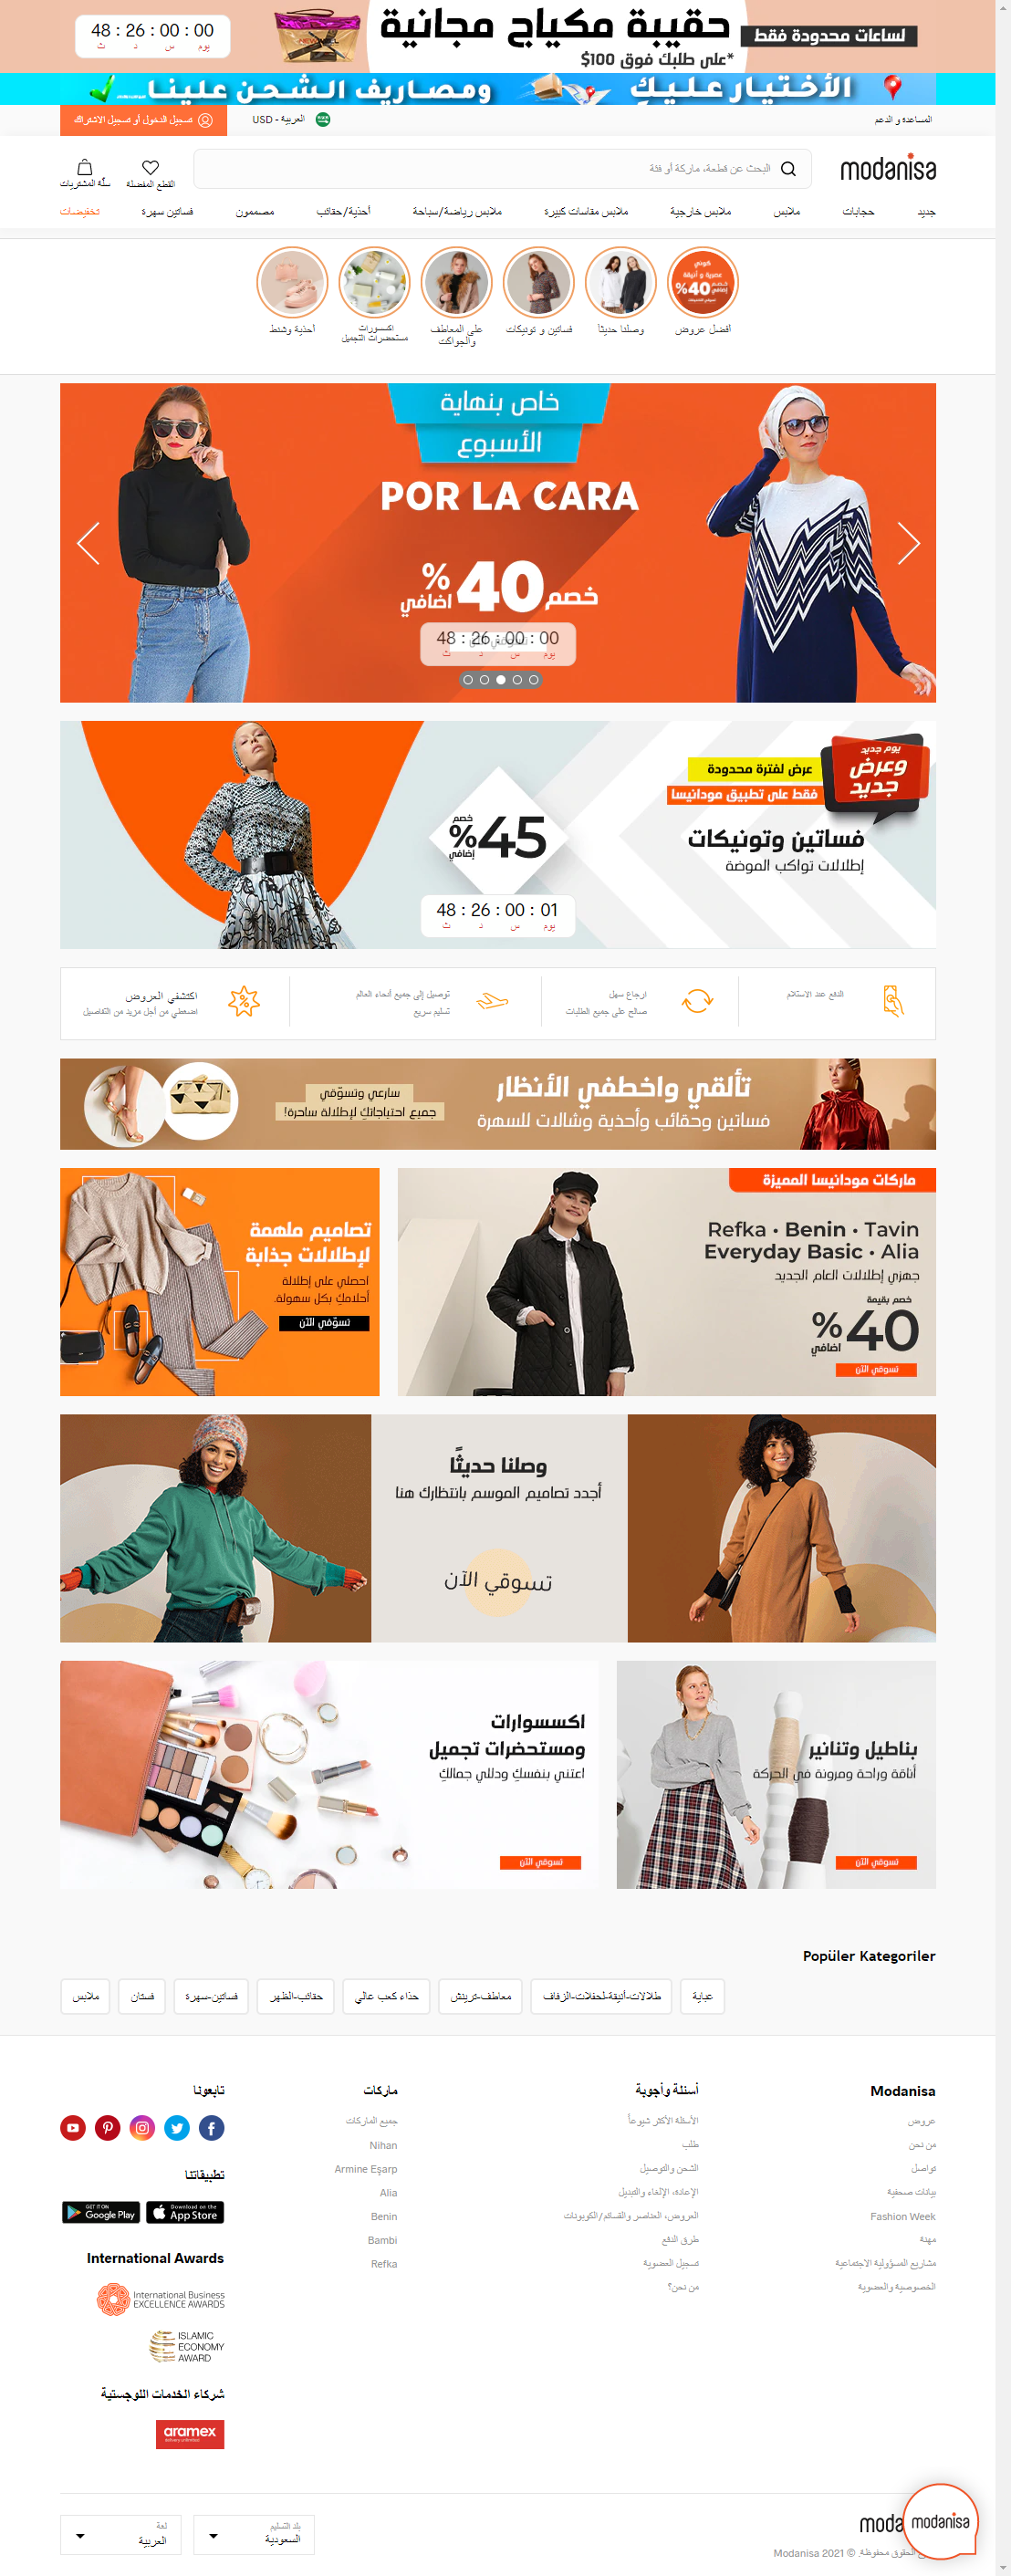 لساعات محدودة فقط
حقيبة مكياج مجانية
*على طلبك فوق 100$
48 : 26 : 00 : 00
يوم س د ث
الأختيار عليك ومصاريف الشحن علينا
المساعدة و الدعم
العربية - USD
تسجيل الدخول أو تسجيل الاشتراك
modanisa
البحث عن قطعة، ماركة أو فئة
القطع المفضلة
سلّة المشتريات
جديد
حجابات
ملابس
ملابس خارجية
ملابس مقاسات كبيرة
ملابس رياضة/سباحة
أحذية/حقائب
مصممون
فساتين سهرة
تخفيضات
كوني
عصرية و أنيقة
%40
أفضل عروض
وصلنا حديثاً
فساتين و تونيكات
على المعاطف والجواكت
اكسسورات
مستحضرات التجميل
أحذية وشنط
خاص بنهاية
الأسبوع
POR LA CARA
خصم 40%
اضافي
48 : 26 : 00 : 00
يوم س د ث
يوم جديد
وعرض
جديد
عرض لفترة محدودة
فقط على تطبيق مودانيسا
فساتين وتونيكات
إطلالات تواكب الموضة
خصم
%45
إضافي
48 : 26 : 00 : 01
يوم س د ث
الدفع عند الاستلام
ارجاع سهل
صالح على جميع الطلبات
توصيل إلى جميع أنحاء العالم
تسليم سريع
اكتشفي العروض
اضغطي من أجل مزيد من التفاصيل
تألقي واخطفي الأنظار
فساتين وحقائب وأحذية وشالات للسهرة
سارعي وتسوّقي
جميع احتياجاتك لإطلالة ساحرة!
ماركات مودانيسا المميزة
Refka • Benin • Tavin
Everyday Basic • Alia
جهزي إطلالات العام الجديد
خصم بقيمة
%40
اضافي
تسوقي الآن
تصاميم ملهمة
لإطلالات جذابة
احصلي على إطلالة
أحلامك بكل سهولة.
تسوّقي الآن
وصلنا حديثًا
أجدد تصاميم الموسم بانتظارك هنا
تسوقي الآن
بناطيل وتنانير
أناقة وراحة ومرونة في الحركة
تسوقي الآن
اكسسوارات
ومستحضرات تجميل
اعتني بنفسك ودللي جمالك
تسوقي الآن
Popüler Kategoriler
عباية
طلالات-أنيقة-لحفلات-الزفاف
معاطف-ترينش
حذاء كعب عالي
حقائب-الظهر
فساتين-سهرة
فستان
ملابس
Modanisa
عروض
من نحن
تواصل
بيانات صحفية
Fashion Week
مهنة
مشاريع المسؤولية الاجتماعية
الخصوصية والعضوية
أسئلة وأجوبة
الأسئلة الأكثر شيوعاً
طلب
الشحن والتوصيل
الإعادة، الإلغاء والتبديل
العروض، العناصر والقسائم/الكوبونات
طرق الدفع
تسجيل العضوية
من نحن؟
ماركات
جميع الماركات
Nihan
Armine Eşarp
Alia
Benin
Bambi
Refka
تابعونا
تطبيقاتنا
Download on the
App Store
GET IT ON
Google Play
International Awards
International Business
EXCELLENCE AWARDS
ISLAMIC
ECONOMY
AWARD
شركاء الخدمات اللوجستية
aramex
delivery unlimited
moda
modanisa
الحقوق محفوظة. © Modanisa 2021
بلد التسليم
السعودية
لغة
العربية